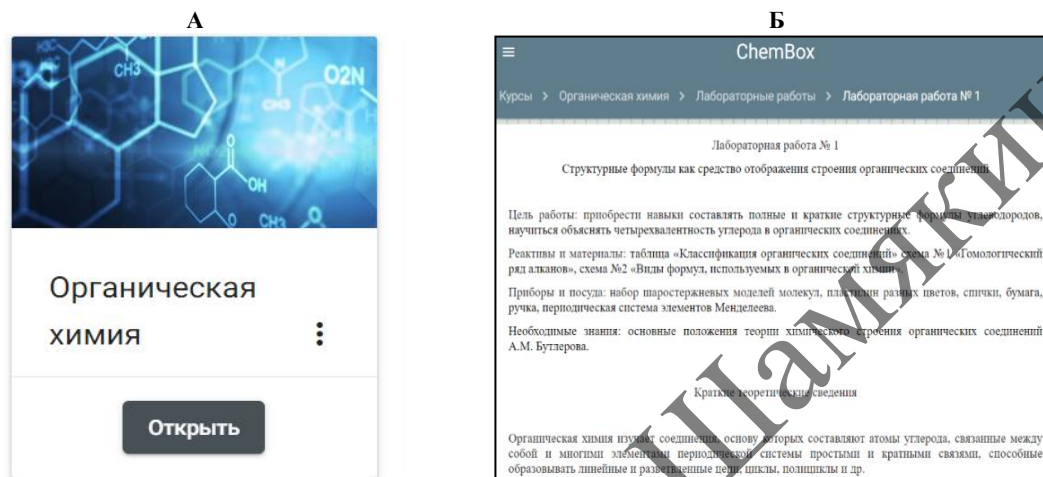 А
CH3
N
CH3
O2N
O
OH
O
CH3
O
Органическая
химия
Открыть
Б
ChemBox
Курсы > Органическая химия > Лабораторные работы > Лабораторная работа № 1
Лабораторная работа № 1
Структурные формулы как средство отображения строения органических соединений
Цель работы: приобрести навыки составлять полные и краткие структурные формулы углеводородов,
научиться объяснять четырехвалентность углерода в органических соединениях.
Реактивы и материалы: таблица «Классификация органических соединений» схема №1 «Гомологический
ряд алканов», схема №2 «Виды формул, используемых в органической химии».
Приборы и посуда: набор шаростержневых моделей молекул, пластилин разных цветов, спички, бумага,
ручка, периодическая система элементов Менделеева.
Необходимые знания: основные положения теории химического строения органических соединений
А.М. Бутлерова.
Краткие теоретические сведения
Органическая химия изучает соединения, основу которых составляют атомы углерода, связанные между
собой и многими элементами периодической системы простыми и кратными связями, способные
образовывать линейные и разветвленные цепи, циклы, полициклы и др.